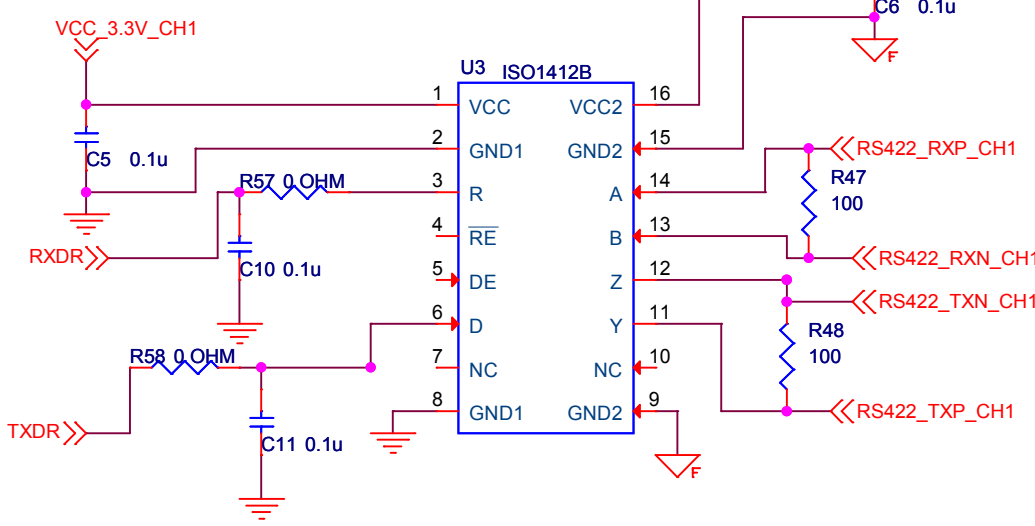 C6 0.1u
VCC_3.3V_CH1
F
U3 ISO1412B
1 VCC VCC2 16
2 GND1 GND2 15
C5 0.1u
RS422_RXP_CH1
R57 0 OHM
3 R A 14
R47
100
4 RE B 13
RXDR
C10 0.1u
RS422_RXN_CH1
5 DE Z 12
RS422_TXN_CH1
6 D Y 11
R48
100
R58 0 OHM
7 NC NC 10
8 GND1 GND2 9
RS422_TXP_CH1
TXDR
C11 0.1u
F